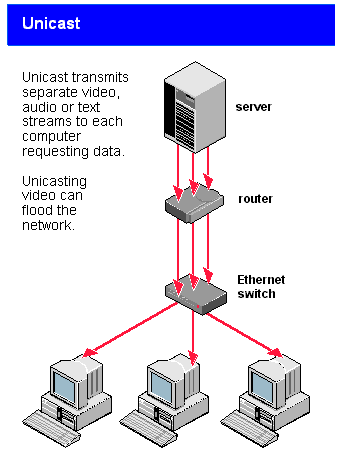 Unicast
Unicast transmits
separate video,
audio or text
streams to each
computer
requesting data.
Unicasting
video can
flood the
network.
server
router
Ethernet
switch